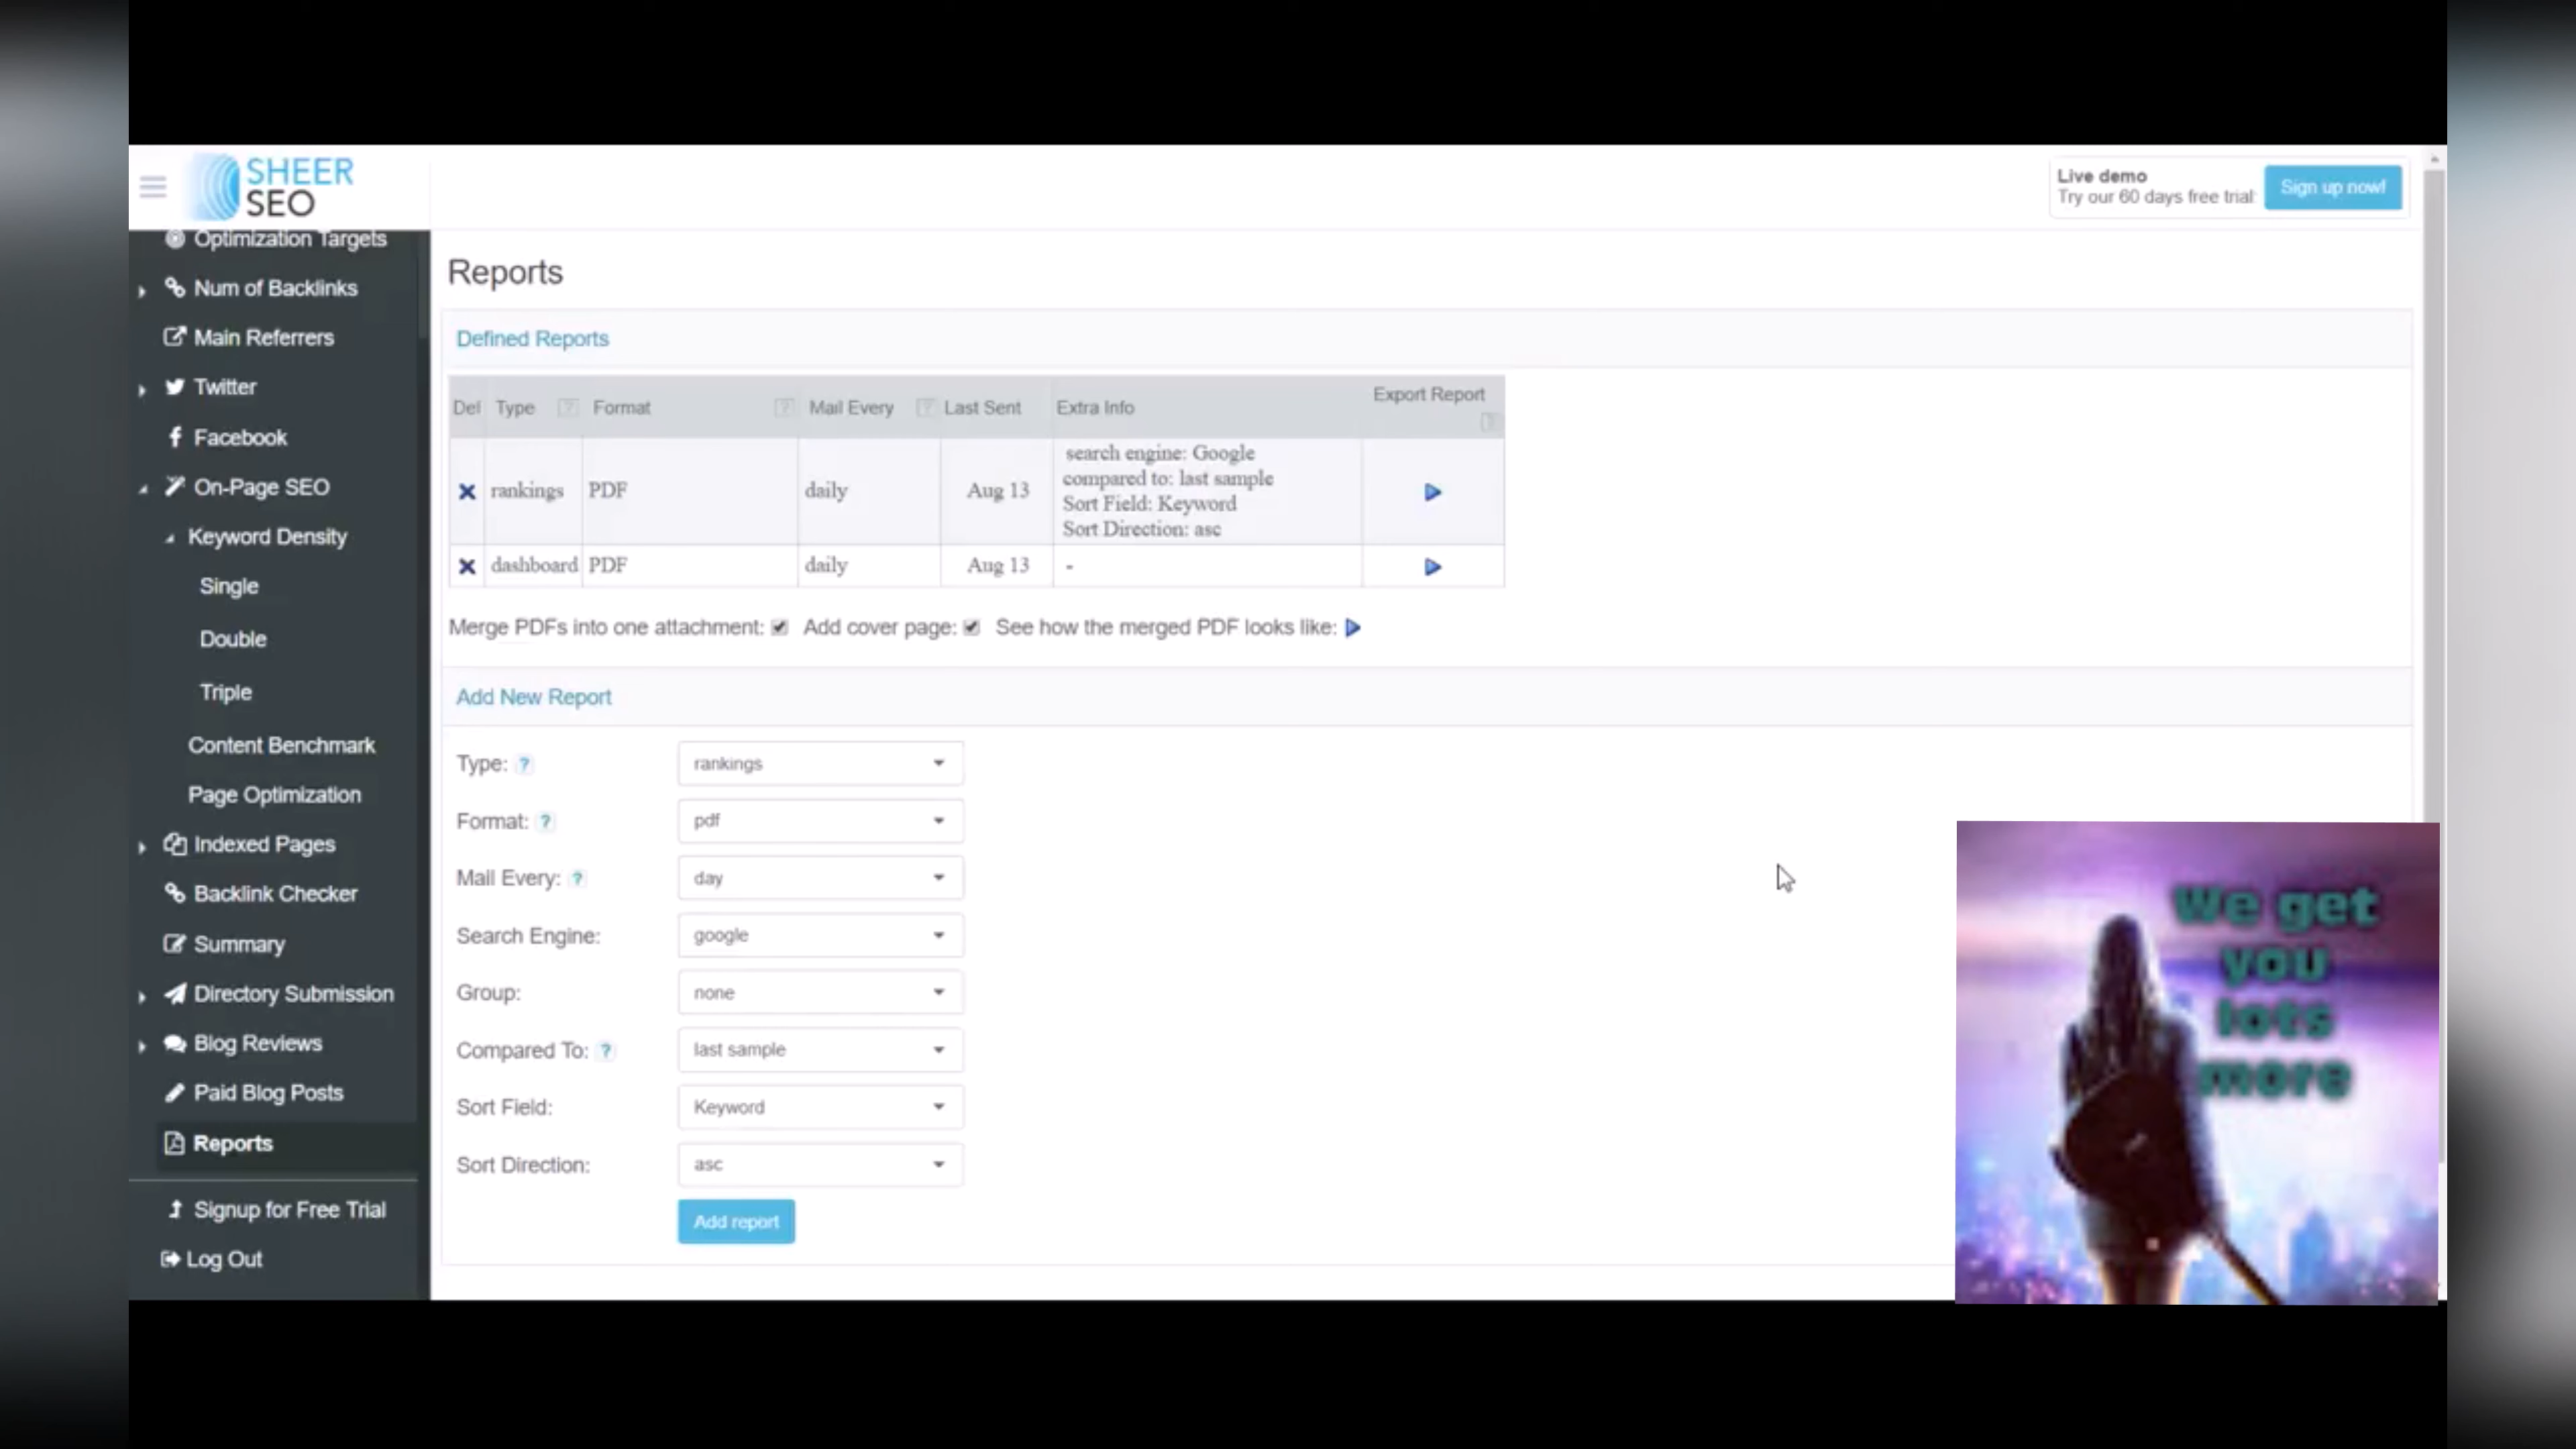 SHEER
SEO
Live demo
Try our 60 days free trial:
Sign up now!
Optimization Targets
Num of Backlinks
Main Referrers
Twitter
Facebook
On-Page SEO
Keyword Density
Single
Double
Triple
Content Benchmark
Page Optimization
Indexed Pages
Backlink Checker
Summary
Directory Submission
Blog Reviews
Paid Blog Posts
Reports
Signup for Free Trial
Log Out
Reports
Defined Reports
Del Type ? Format ? Mail Every ? Last Sent Extra Info Export Report ?
rankings PDF daily Aug 13 search engine: Google
compared to: last sample
Sort Field: Keyword
Sort Direction: asc
dashboard PDF daily Aug 13 -
Merge PDFs into one attachment: Add cover page: See how the merged PDF looks like:
Add New Report
Type: ? rankings
Format: ? pdf
Mail Every: ? day
Search Engine: google
Group: none
Compared To: ? last sample
Sort Field: Keyword
Sort Direction: asc
Add report
We get
you
lots
more